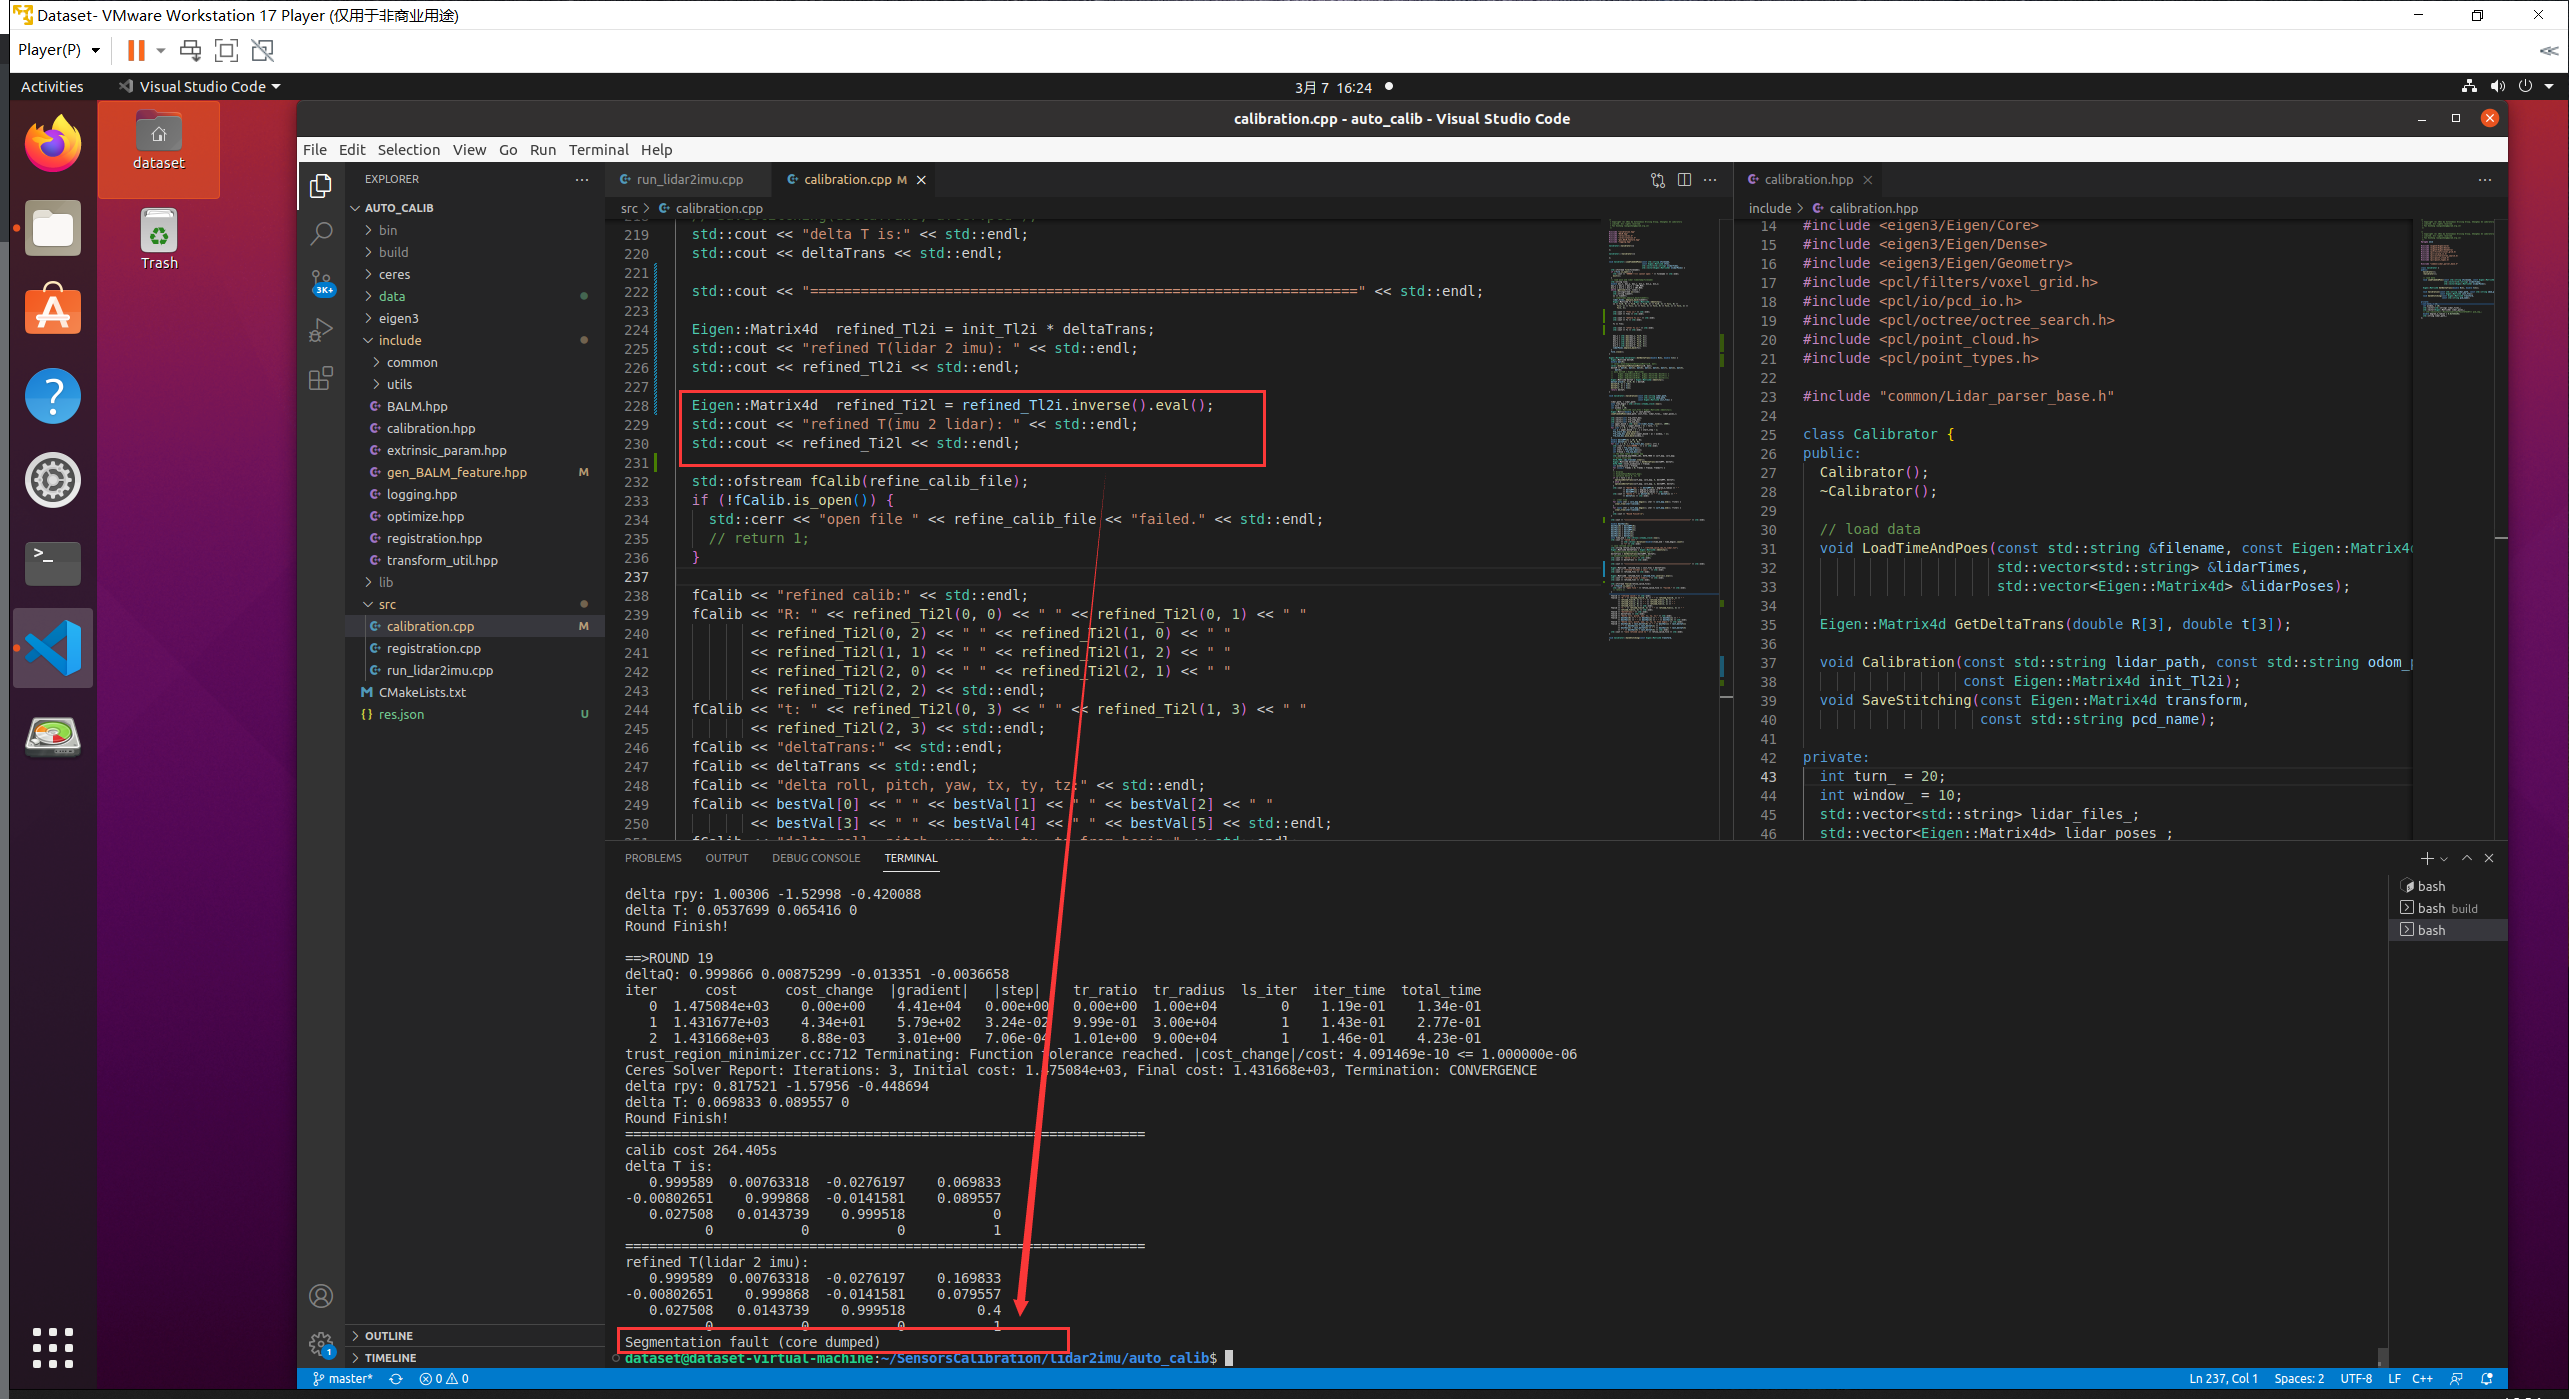 Dataset- VMware Workstation 17 Player (仅用于非商业用途)
Player(P)
Activities
Visual Studio Code
3月 7 16:24
dataset
Trash
calibration.cpp - auto_calib - Visual Studio Code
File Edit Selection View Go Run Terminal Help
EXPLORER
AUTO_CALIB
bin
build
ceres
data
eigen3
include
common
utils
BALM.hpp
calibration.hpp
extrinsic_param.hpp
gen_BALM_feature.hpp M
logging.hpp
optimize.hpp
registration.hpp
transform_util.hpp
lib
src
calibration.cpp M
registration.cpp
run_lidar2imu.cpp
CMakeLists.txt
{} res.json U
OUTLINE
TIMELINE
3K+
1
run_lidar2imu.cpp
calibration.cpp M
src > calibration.cpp
219 std::cout << "delta T is:" << std::endl;
220 std::cout << deltaTrans << std::endl;
221
222 std::cout << "=================================================================" << std::endl;
223
224 Eigen::Matrix4d  refined_Tl2i = init_Tl2i * deltaTrans;
225 std::cout << "refined T(lidar 2 imu): " << std::endl;
226 std::cout << refined_Tl2i << std::endl;
227
228 Eigen::Matrix4d  refined_Ti2l = refined_Tl2i.inverse().eval();
229 std::cout << "refined T(imu 2 lidar): " << std::endl;
230 std::cout << refined_Ti2l << std::endl;
231
232 std::ofstream fCalib(refine_calib_file);
233 if (!fCalib.is_open()) {
234 std::cerr << "open file " << refine_calib_file << "failed." << std::endl;
235 // return 1;
236 }
237
238 fCalib << "refined calib:" << std::endl;
239 fCalib << "R: " << refined_Ti2l(0, 0) << " " << refined_Ti2l(0, 1) << " "
240 << refined_Ti2l(0, 2) << " " << refined_Ti2l(1, 0) << " "
241 << refined_Ti2l(1, 1) << " " << refined_Ti2l(1, 2) << " "
242 << refined_Ti2l(2, 0) << " " << refined_Ti2l(2, 1) << " "
243 << refined_Ti2l(2, 2) << std::endl;
244 fCalib << "t: " << refined_Ti2l(0, 3) << " " << refined_Ti2l(1, 3) << " "
245 << refined_Ti2l(2, 3) << std::endl;
246 fCalib << "deltaTrans:" << std::endl;
247 fCalib << deltaTrans << std::endl;
248 fCalib << "delta roll, pitch, yaw, tx, ty, tz:" << std::endl;
249 fCalib << bestVal[0] << " " << bestVal[1] << " " << bestVal[2] << " "
250 << bestVal[3] << " " << bestVal[4] << " " << bestVal[5] << std::endl;
calibration.hpp
include > calibration.hpp
14 #include <eigen3/Eigen/Core>
15 #include <eigen3/Eigen/Dense>
16 #include <eigen3/Eigen/Geometry>
17 #include <pcl/filters/voxel_grid.h>
18 #include <pcl/io/pcd_io.h>
19 #include <pcl/octree/octree_search.h>
20 #include <pcl/point_cloud.h>
21 #include <pcl/point_types.h>
22
23 #include "common/Lidar_parser_base.h"
24
25 class Calibrator {
26 public:
27 Calibrator();
28 ~Calibrator();
29
30 // load data
31 void LoadTimeAndPoes(const std::string &filename, const Eigen::Matrix4d
32 std::vector<std::string> &lidarTimes,
33 std::vector<Eigen::Matrix4d> &lidarPoses);
34
35 Eigen::Matrix4d GetDeltaTrans(double R[3], double t[3]);
36
37 void Calibration(const std::string lidar_path, const std::string odom_p
38 const Eigen::Matrix4d init_Tl2i);
39 void SaveStitching(const Eigen::Matrix4d transform,
40 const std::string pcd_name);
41
42 private:
43 int turn_ = 20;
44 int window_ = 10;
45 std::vector<std::string> lidar_files_;
46 std::vector<Eigen::Matrix4d> lidar_poses_;
PROBLEMS OUTPUT DEBUG CONSOLE TERMINAL
bash
bash build
bash
delta rpy: 1.00306 -1.52998 -0.420088
delta T: 0.0537699 0.065416 0
Round Finish!
==>ROUND 19
deltaQ: 0.999866 0.00875299 -0.013351 -0.0036658
iter cost cost_change |gradient| |step| tr_ratio tr_radius ls_iter iter_time total_time
0 1.475084e+03 0.00e+00 4.41e+04 0.00e+00 0.00e+00 1.00e+04 0 1.19e-01 1.34e-01
1 1.431677e+03 4.34e+01 5.79e+02 3.24e-02 9.99e-01 3.00e+04 1 1.43e-01 2.77e-01
2 1.431668e+03 8.88e-03 3.01e+00 7.06e-04 1.01e+00 9.00e+04 1 1.46e-01 4.23e-01
trust_region_minimizer.cc:712 Terminating: Function tolerance reached. |cost_change|/cost: 4.091469e-10 <= 1.000000e-06
Ceres Solver Report: Iterations: 3, Initial cost: 1.475084e+03, Final cost: 1.431668e+03, Termination: CONVERGENCE
delta rpy: 0.817521 -1.57956 -0.448694
delta T: 0.069833 0.089557 0
Round Finish!
=================================================================
calib cost 264.405s
delta T is:
0.999589 0.00763318 -0.0276197 0.069833
-0.00802651 0.999868 -0.0141581 0.089557
0.027508 0.0143739 0.999518 0
0 0 0 1
=================================================================
refined T(lidar 2 imu):
0.999589 0.00763318 -0.0276197 0.169833
-0.00802651 0.999868 -0.0141581 0.079557
0.027508 0.0143739 0.999518 0.4
0 0 0 1
Segmentation fault (core dumped)
dataset@dataset-virtual-machine:~/SensorsCalibration/lidar2imu/auto_calib$
master* 0 0
Ln 237, Col 1 Spaces: 2 UTF-8 LF C++